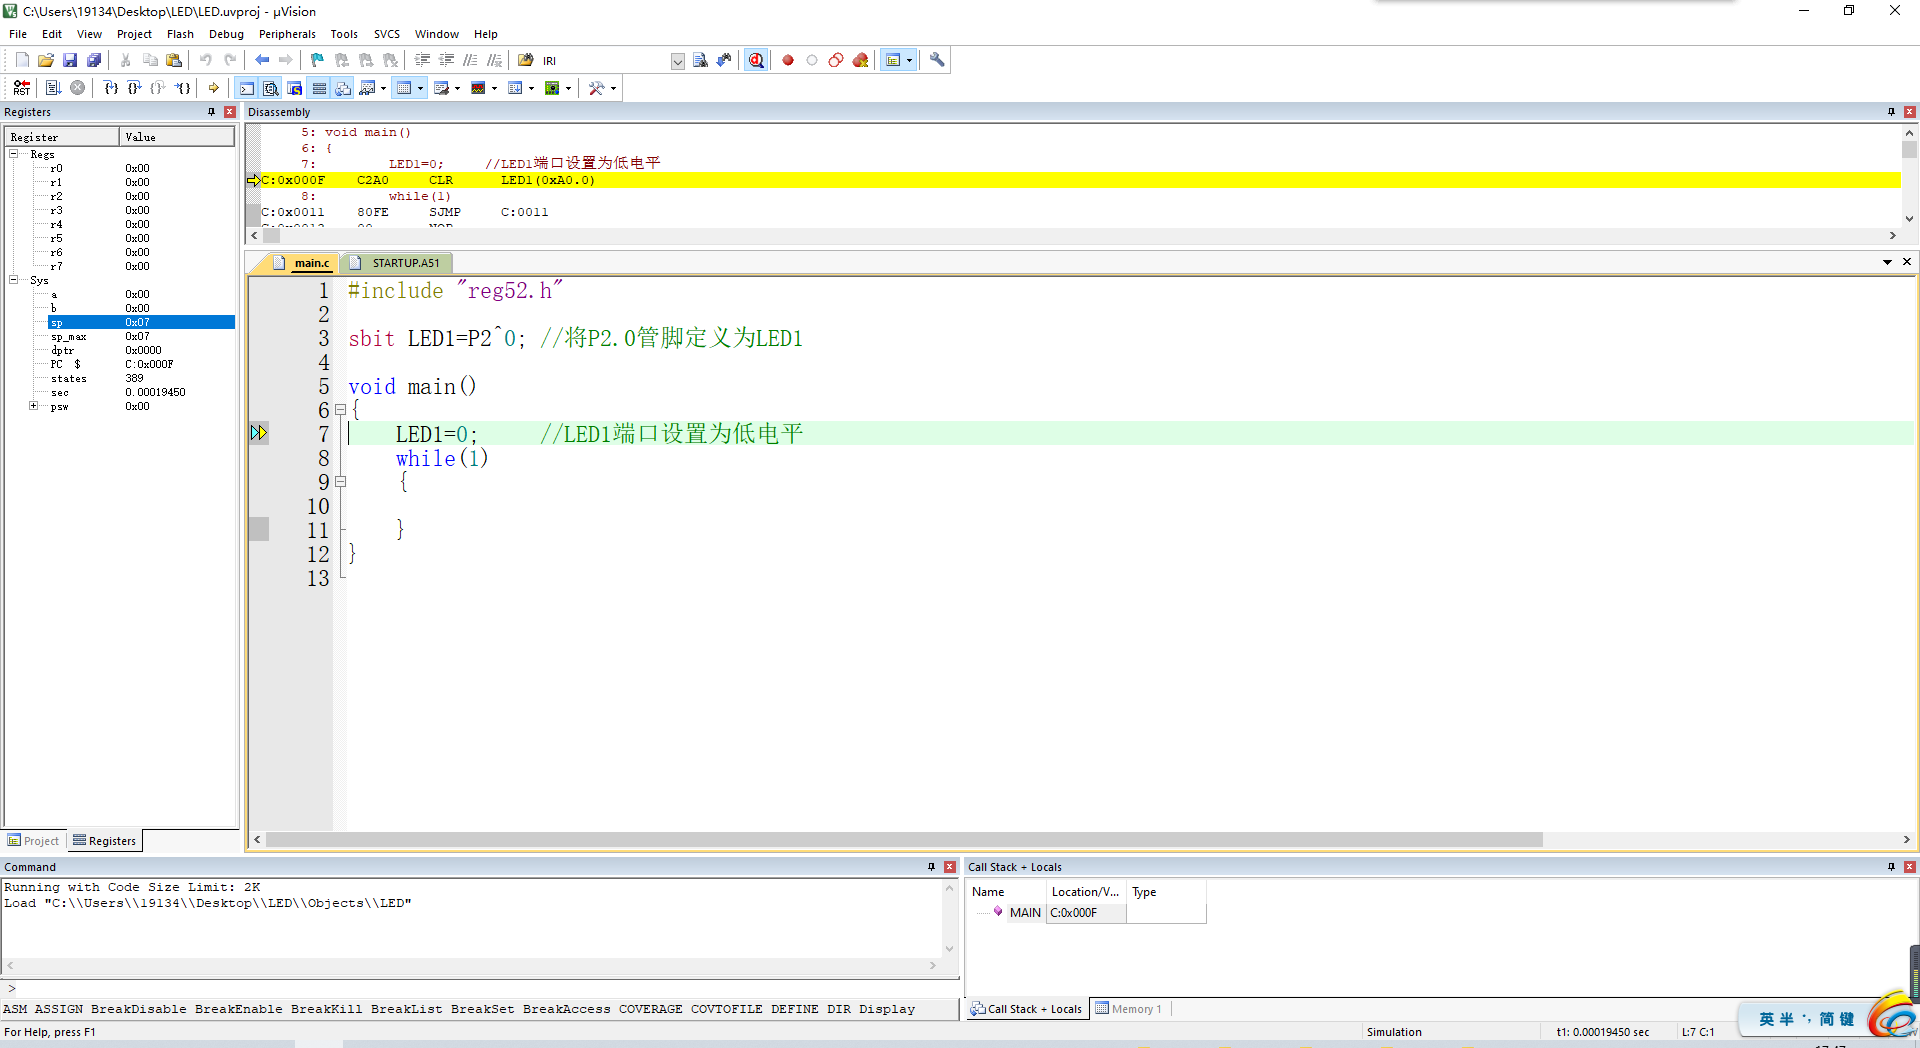 C:\Users\19134\Desktop\LED\LED.uvproj - µVision
File Edit View Project Flash Debug Peripherals Tools SVCS Window Help
IRI
RST
Registers
Register Value
Regs
r0 0x00
r1 0x00
r2 0x00
r3 0x00
r4 0x00
r5 0x00
r6 0x00
r7 0x00
Sys
a 0x00
b 0x00
sp 0x07
sp_max 0x07
dptr 0x0000
PC $ C:0x000F
states 389
sec 0.00019450
psw 0x00
Project Registers
Disassembly
5: void main()
6: {
7: LED1=0; //LED1端口设置为低电平
C:0x000F C2A0 CLR LED1(0xA0.0)
8: while(1)
C:0x0011 80FE SJMP C:0011
C:0x0013 00 NOP
main.c STARTUP.A51
1 #include "reg52.h"
2
3 sbit LED1=P2^0; //将P2.0管脚定义为LED1
4
5 void main()
6 {
7 LED1=0; //LED1端口设置为低电平
8 while(1)
9 {
10
11 }
12 }
13
Command
Running with Code Size Limit: 2K
Load "C:\\Users\\19134\\Desktop\\LED\\Objects\\LED"
>
ASM ASSIGN BreakDisable BreakEnable BreakKill BreakList BreakSet BreakAccess COVERAGE COVTOFILE DEFINE DIR Display
Call Stack + Locals
Name Location/V... Type
MAIN C:0x000F
Call Stack + Locals Memory 1
For Help, press F1
Simulation t1: 0.00019450 sec L:7 C:1
英 半 简 键